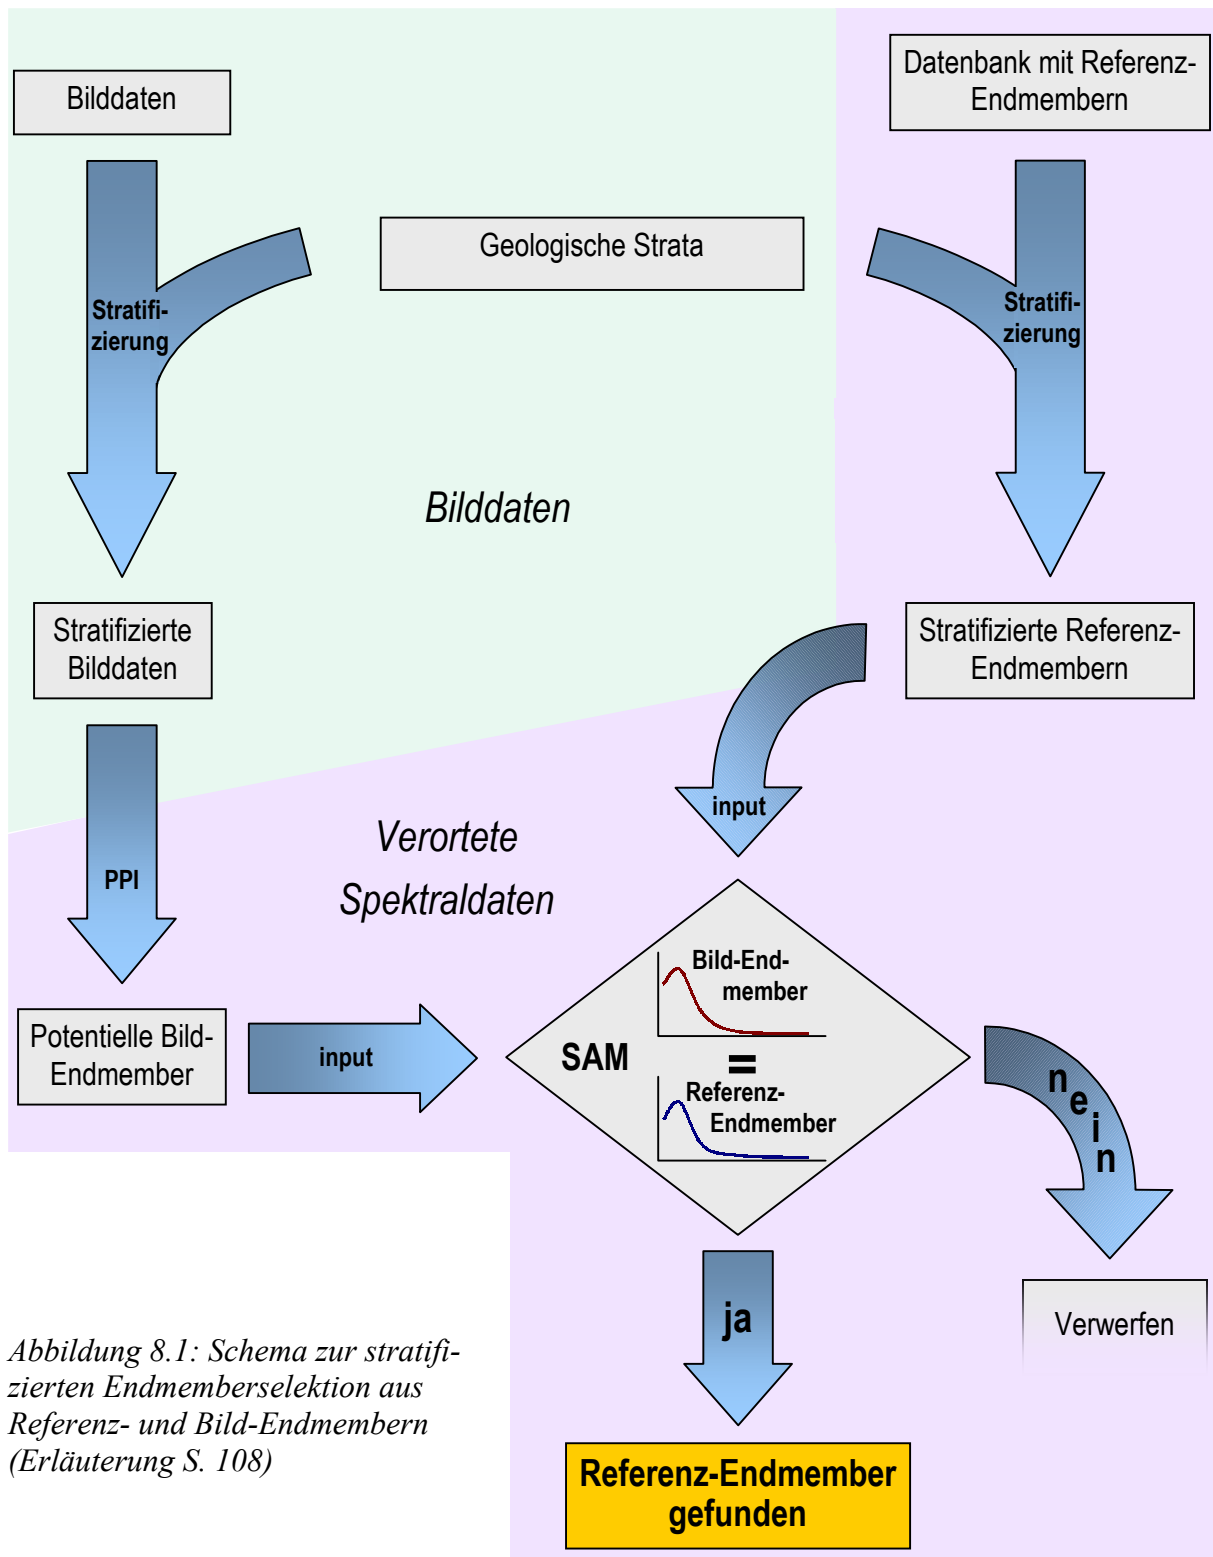 Bilddaten
Datenbank mit Referenz-
Endmembern
Geologische Strata
Stratifi-
zierung
Stratifi-
zierung
Bilddaten
Stratifizierte
Bilddaten
Stratifizierte Referenz-
Endmembern
input
Verortete
Spektraldaten
PPI
Potentielle Bild-
Endmember
input
SAM
Bild-End-
member
=
Referenz-
Endmember
nein
ja
Verwerfen
Abbildung 8.1: Schema zur stratifi-
zierten Endmemberselektion aus
Referenz- und Bild-Endmembern
(Erläuterung S. 108)
Referenz-Endmember
gefunden